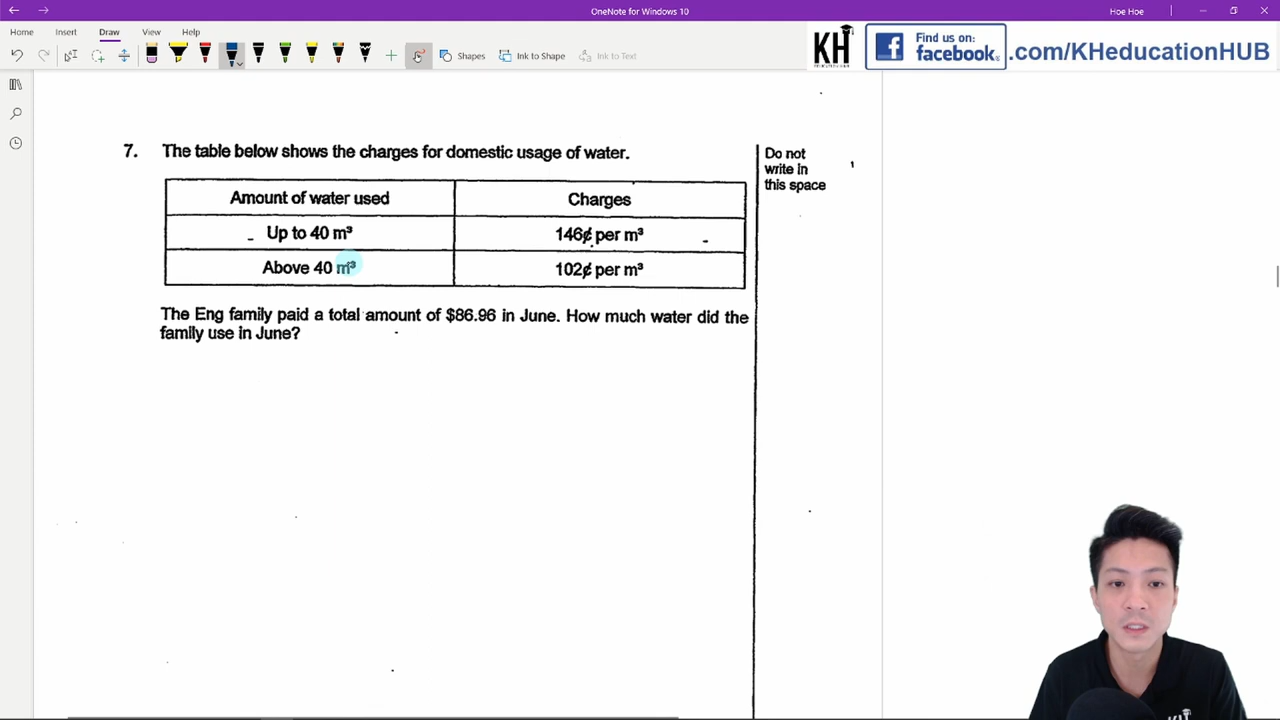 OneNote for Windows 10
Hoe Hoe
Home Insert Draw View Help
Shapes Ink to Shape Ink to Text
KH
Find us on:
facebook. .com/KHeducationHUB
7. The table below shows the charges for domestic usage of water.
Do not
write in
this space
Amount of water used Charges
Up to 40 m³ 146¢ per m³
Above 40 m³ 102¢ per m³
The Eng family paid a total amount of $86.96 in June. How much water did the
family use in June?
KH